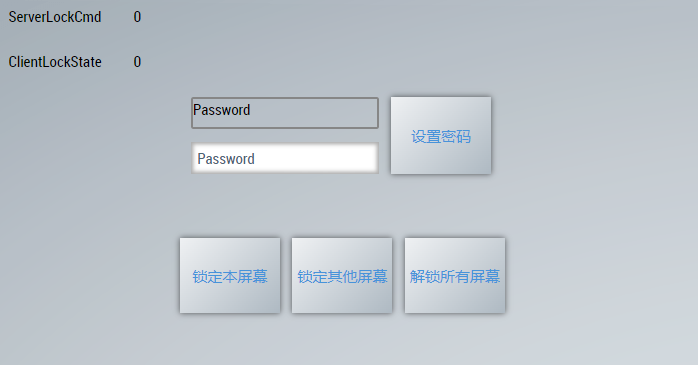 ServerLockCmd 0
ClientLockState 0
Password
设置密码
Password
锁定本屏幕 锁定其他屏幕 解锁所有屏幕